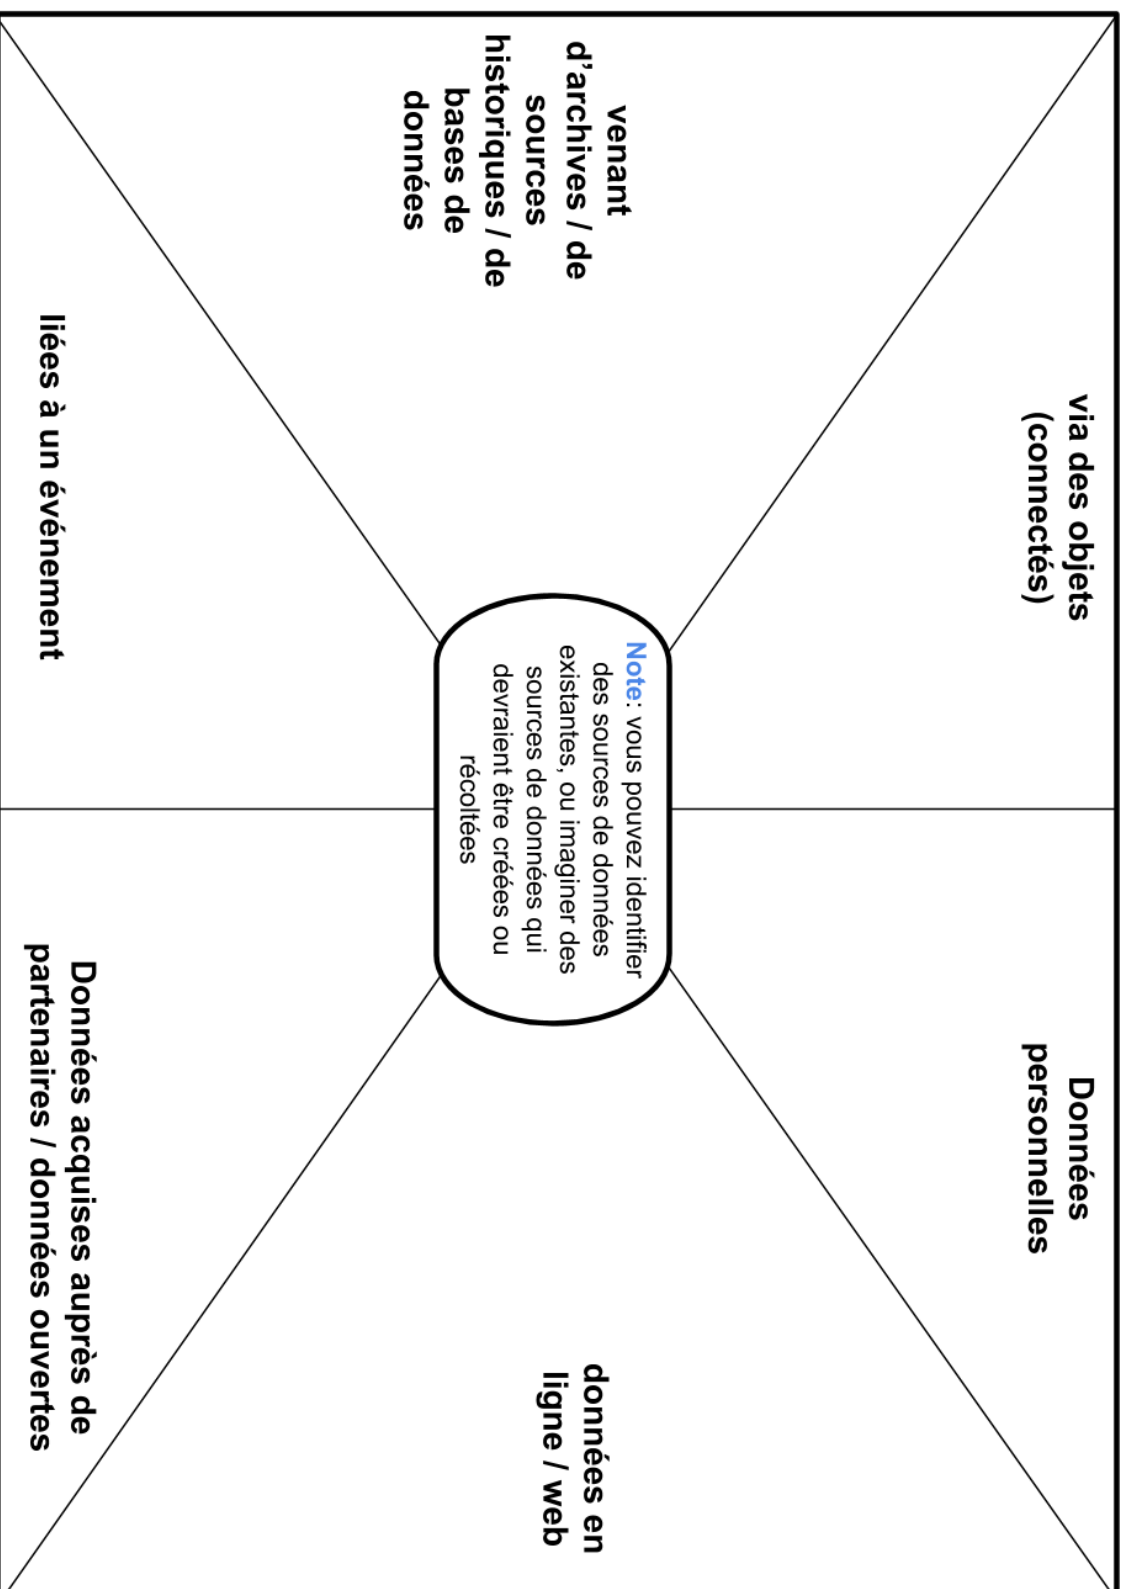 via des objets
(connectés)
Données
personnelles
venant
d'archives / de
sources
historiques / de
bases de
données
Note: vous pouvez identifier
des sources de données
existantes, ou imaginer des
sources de données qui
devraient être créées ou
récoltées
données en
ligne / web
liées à un événement
Données acquises auprès de
partenaires / données ouvertes